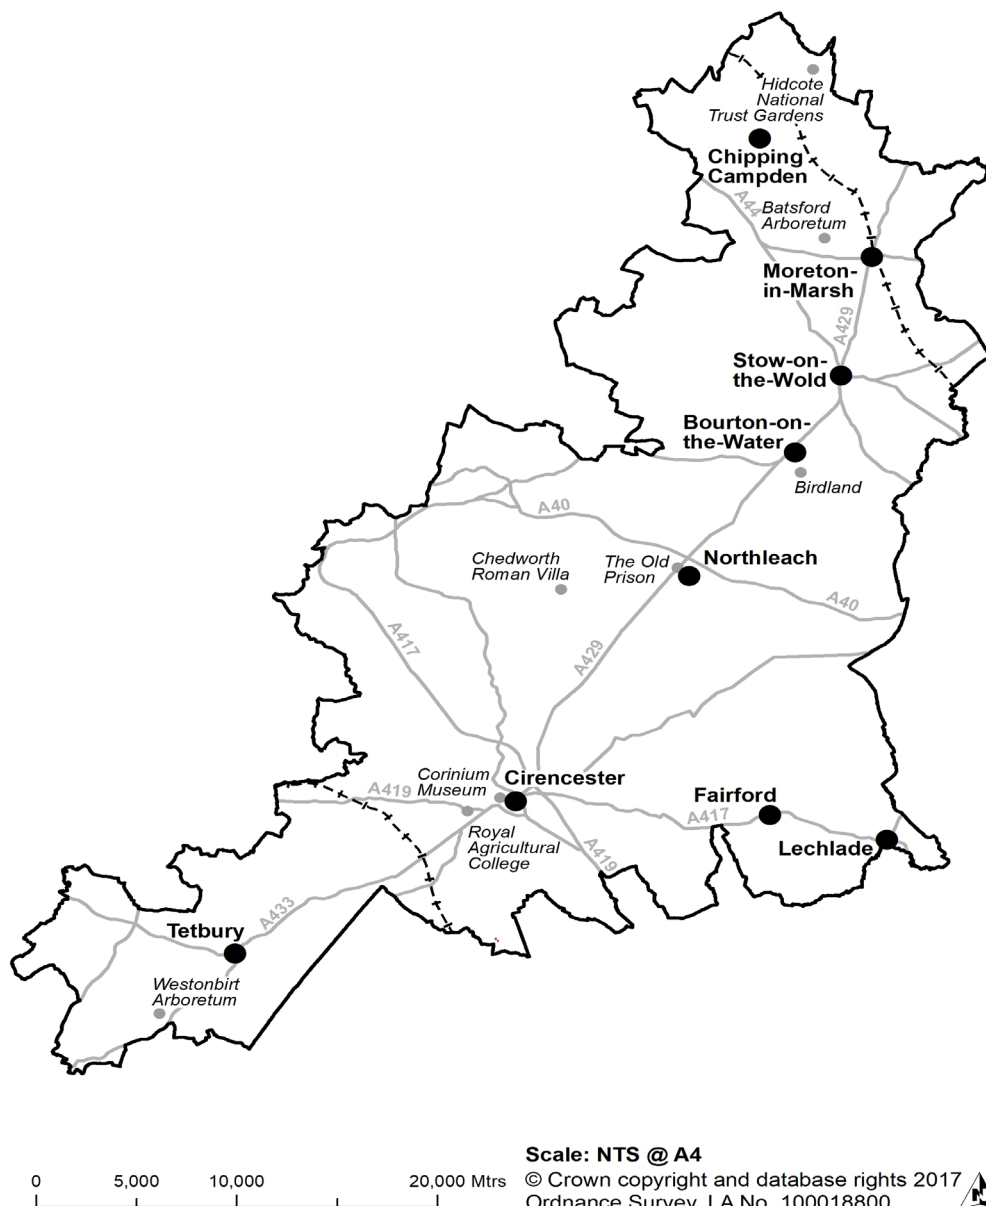 Hidcote
National
Trust Gardens
Chipping
Campden
A44
Batsford
Arboretum
Moreton-
in-Marsh
A429
Stow-on-
the-Wold
Bourton-on-
the-Water
Birdland
A40
Chedworth
Roman Villa
The Old
Prison
Northleach
A40
A417
A429
Corinium
Museum
Cirencester
A419
Fairford
A417
Lechlade
Royal
Agricultural
College
A419
A433
Tetbury
Westonbirt
Arboretum
Scale: NTS @ A4
0 5,000 10,000 20,000 Mtrs
© Crown copyright and database rights 2017
Ordnance Survey, LA No. 100018800
N